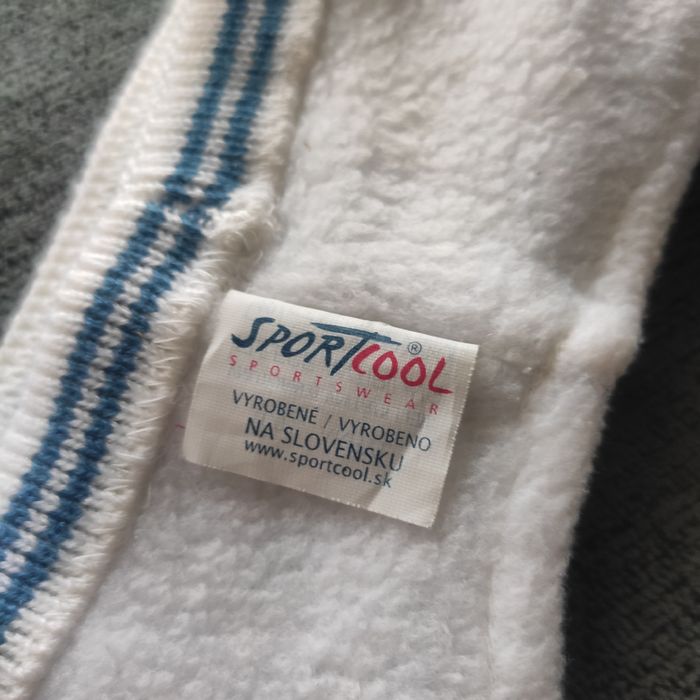 SPORTCOOL®
SPORTSWEAR
VYROBENÉ / VYROBENO
NA SLOVENSKU
www.sportcool.sk